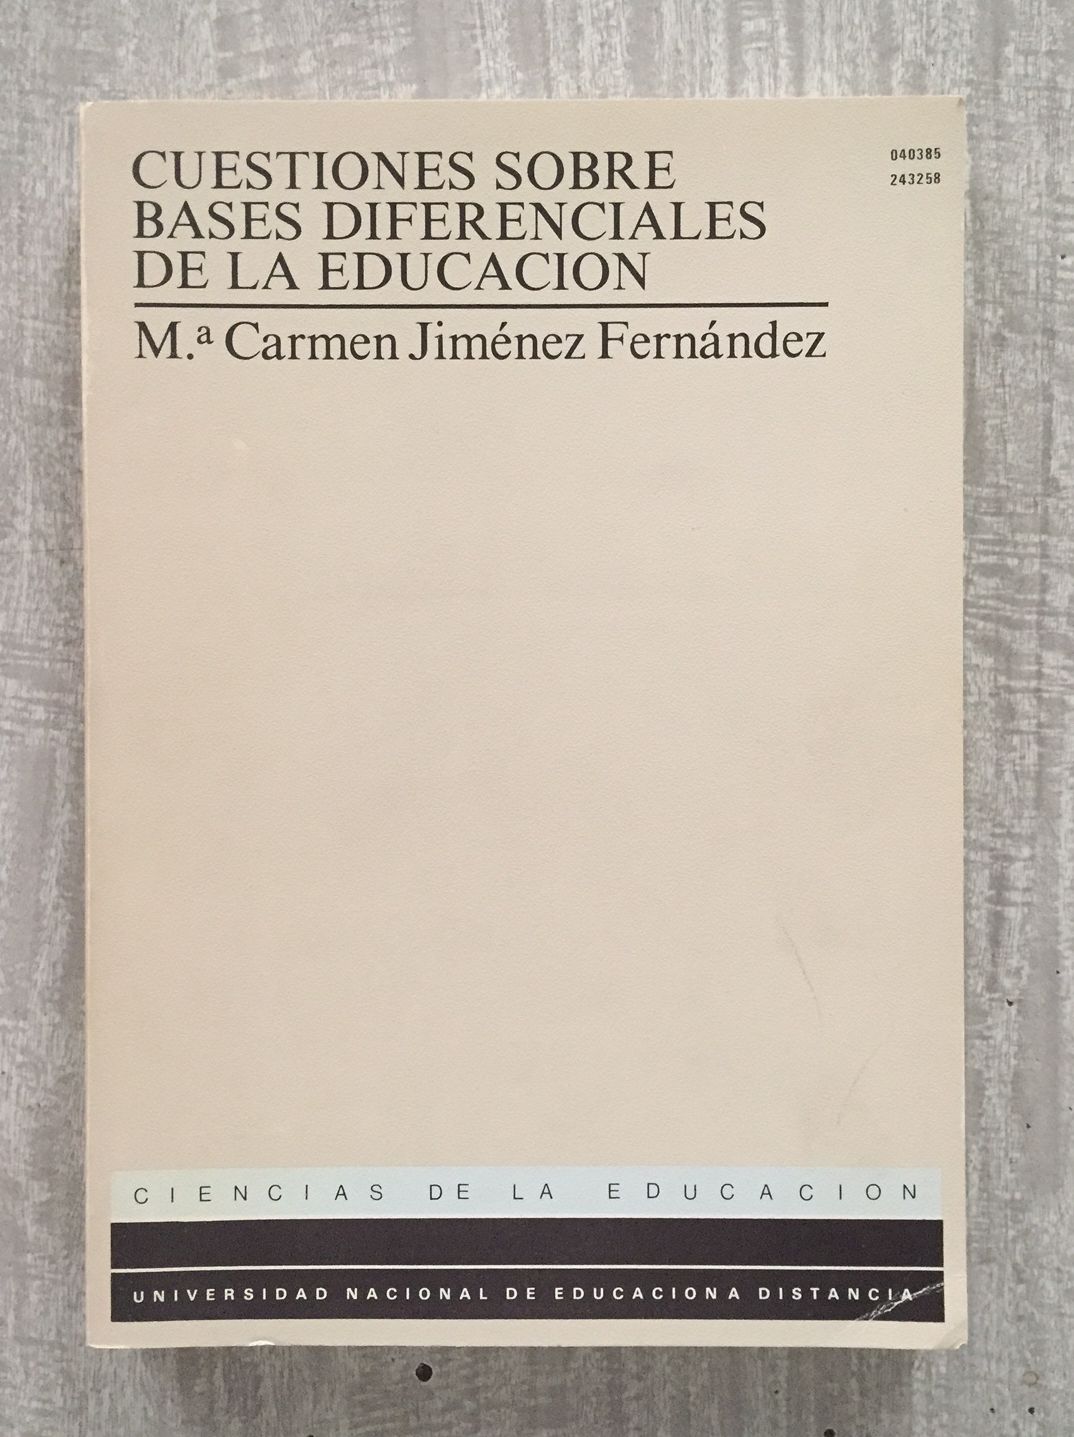 CUESTIONES SOBRE
BASES DIFERENCIALES
DE LA EDUCACION
M.ª Carmen Jiménez Fernández
040385
243258
CIENCIAS DE LA EDUCACION
UNIVERSIDAD NACIONAL DE EDUCACIONA DISTANCIA